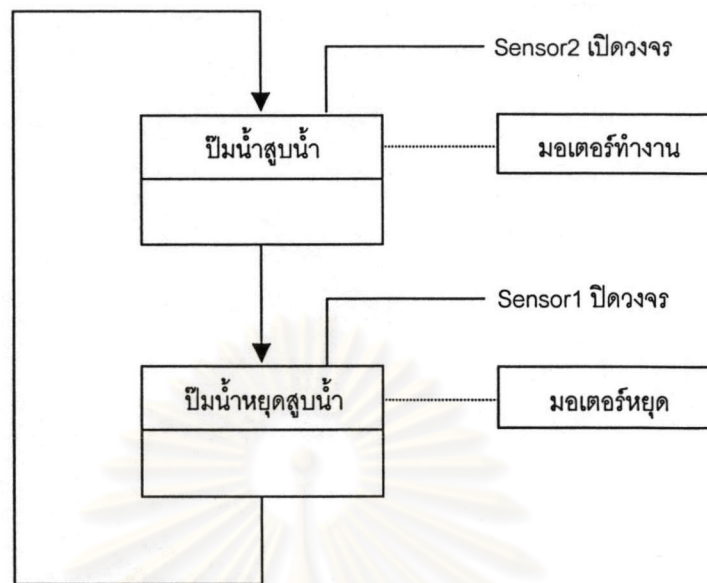 Sensor2 เปิดวงจร
ปั๊มน้ำสูบน้ำ
มอเตอร์ทำงาน
Sensor1 ปิดวงจร
ปั๊มน้ำหยุดสูบน้ำ
มอเตอร์หยุด